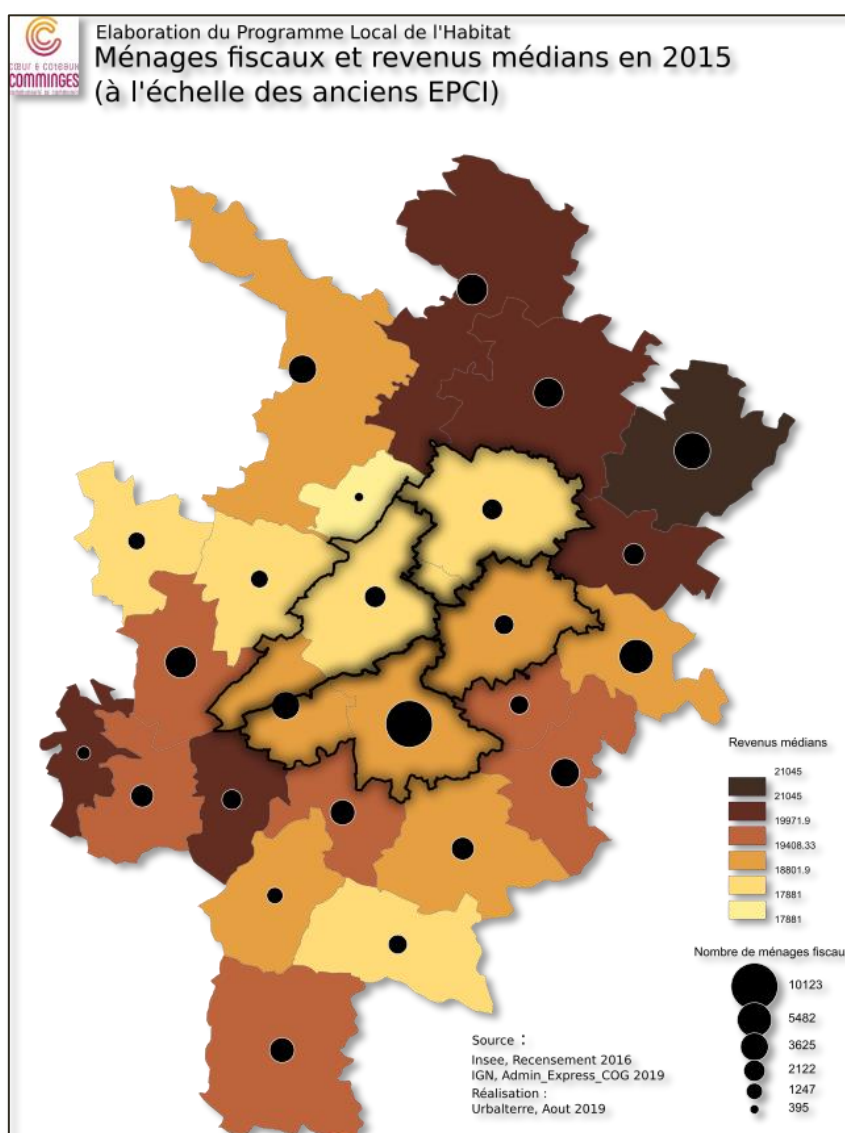 Elaboration du Programme Local de l'Habitat
Ménages fiscaux et revenus médians en 2015
(à l'échelle des anciens EPCI)
CŒUR & COTEAUX
COMMINGES
Revenus médians
21045
21045
19971.9
19408.33
18801.9
17881
17881
Nombre de ménages fiscau
10123
5482
3625
2122
1247
395
Source :
Insee, Recensement 2016
IGN, Admin_Express_COG 2019
Réalisation :
Urbalterre, Aout 2019